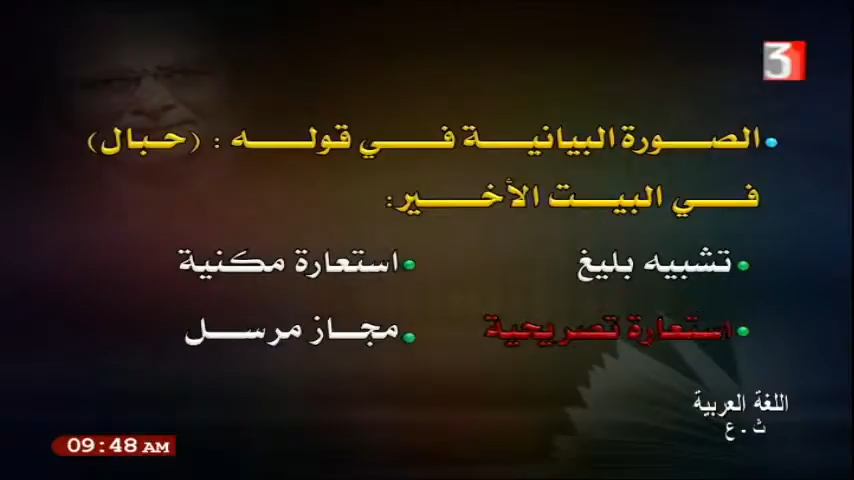 3
الصورة البيانية في قوله : (حبال)
في البيت الأخير:
تشبيه بليغ
استعارة مكنية
استعارة تصريحية
مجاز مرسل
اللغة العربية
ث . ع
09:48 AM